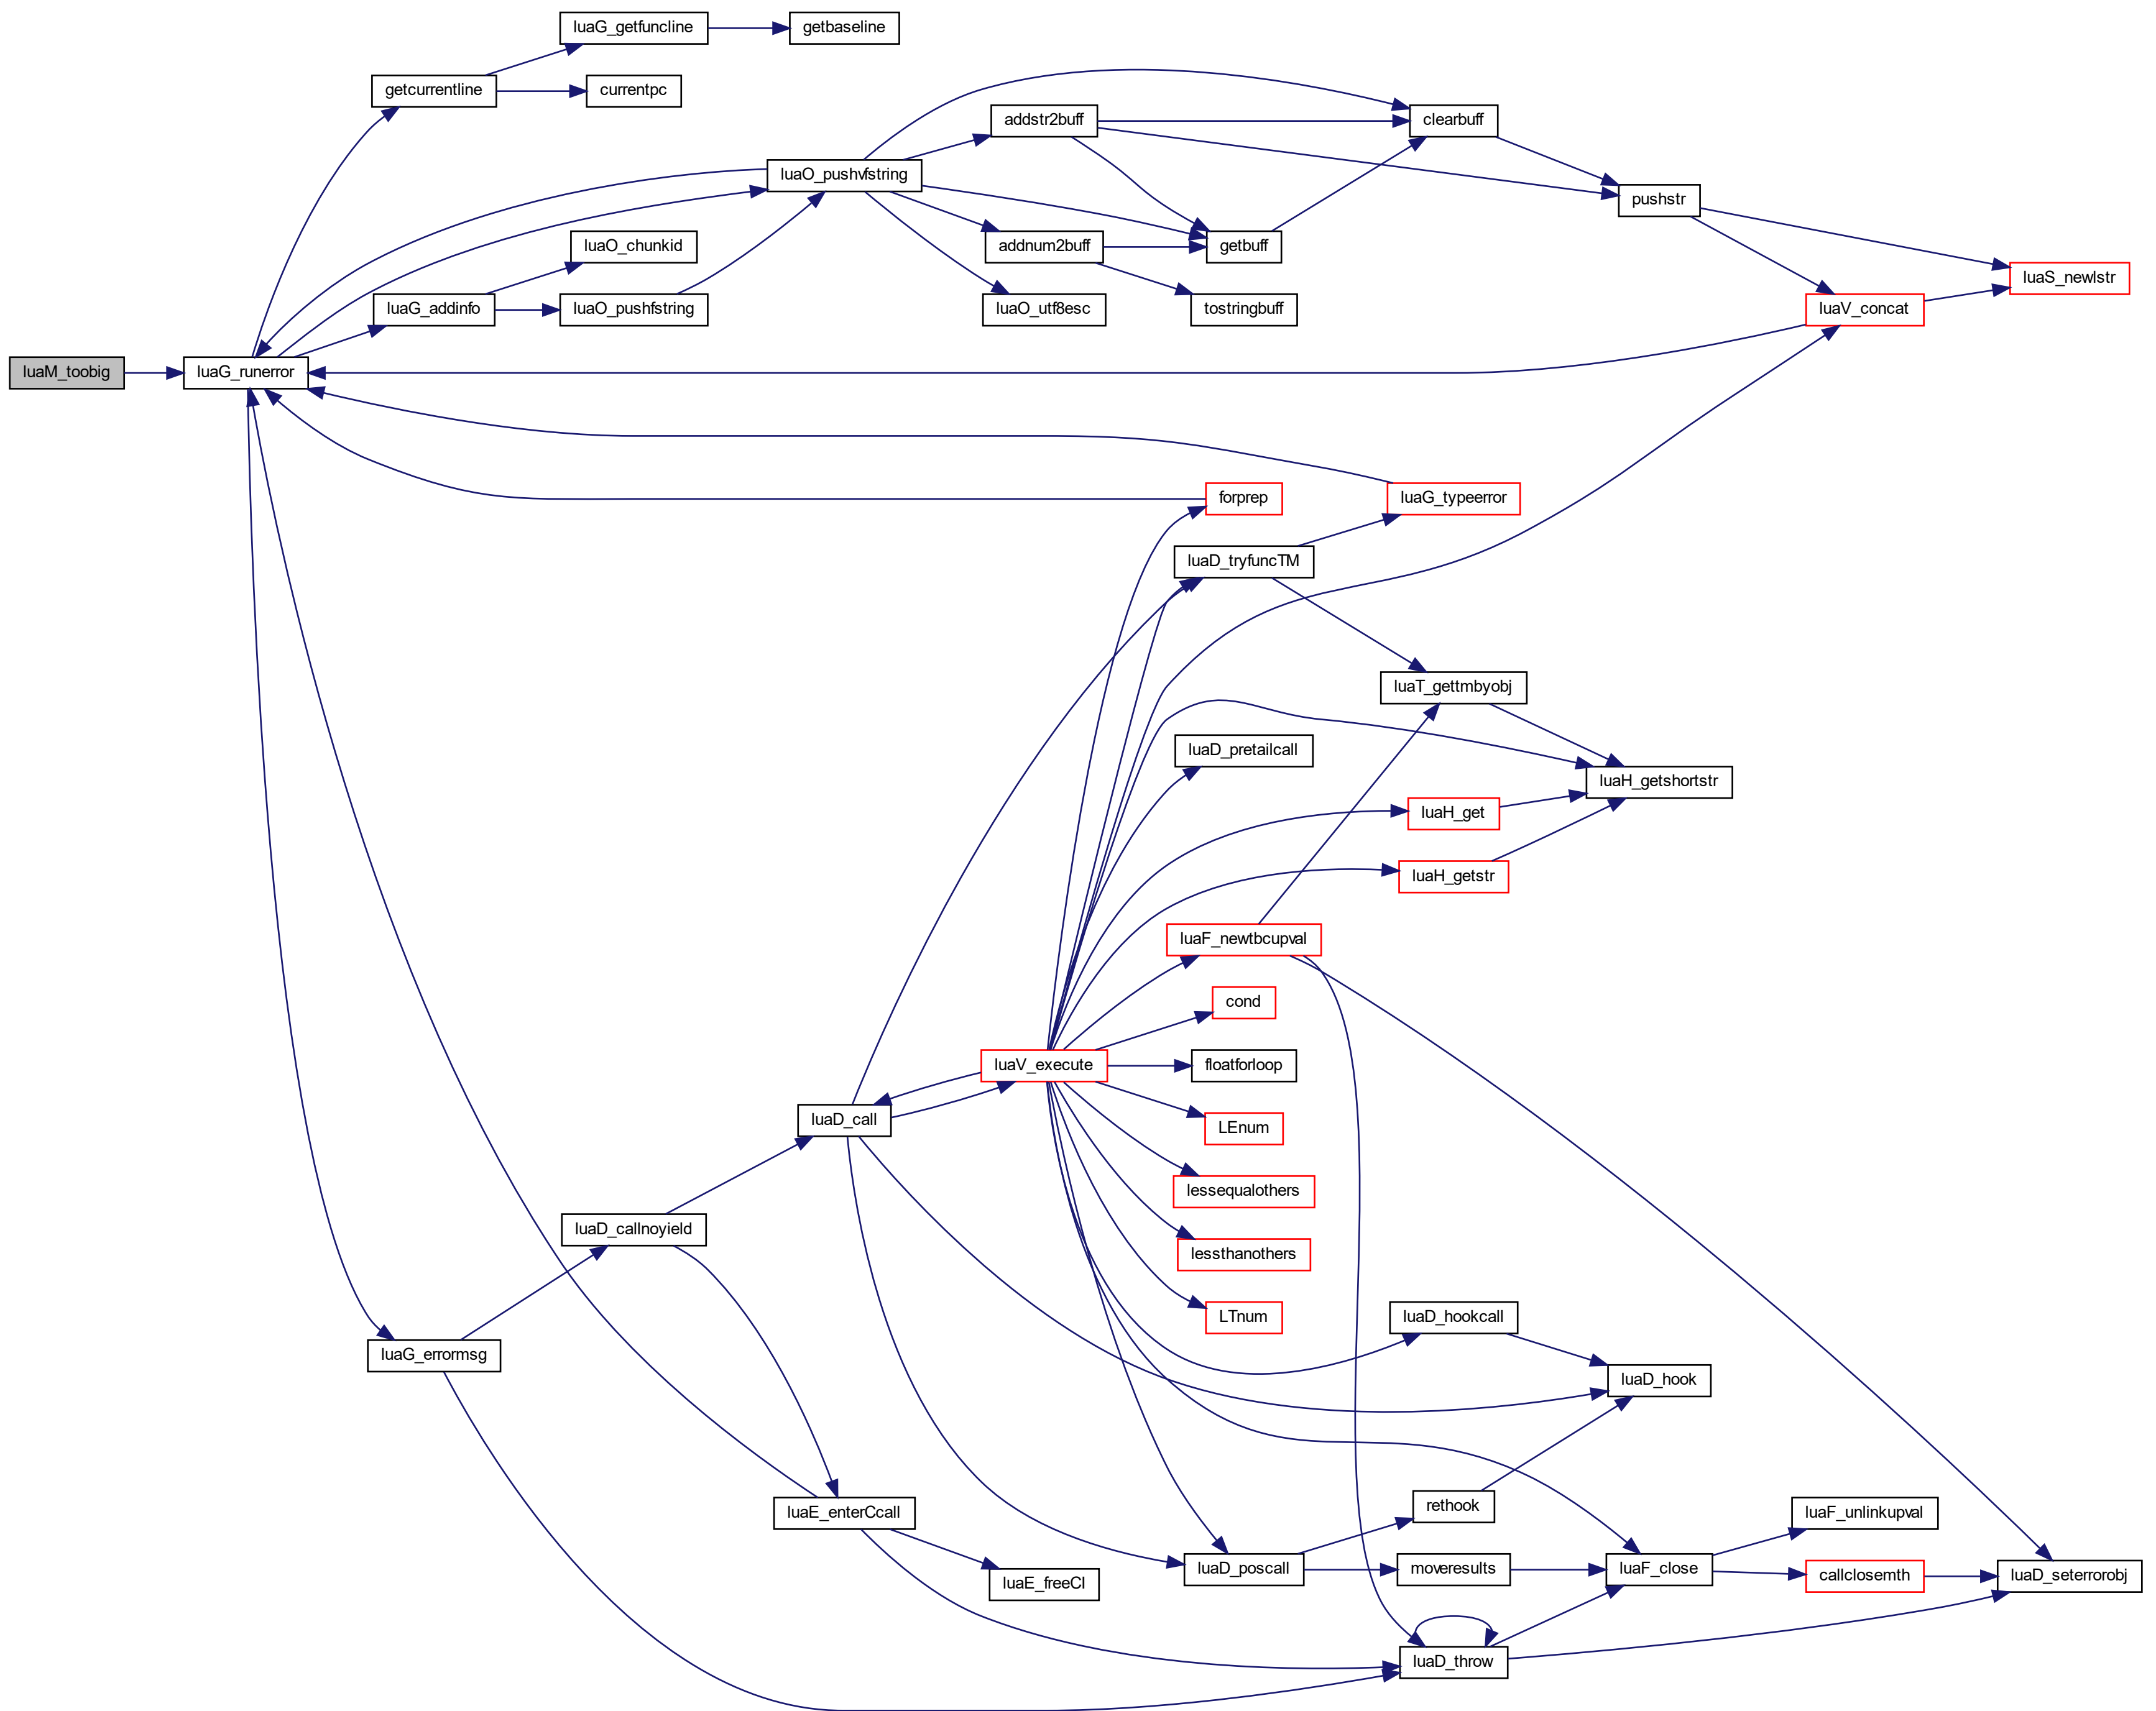 luaG_getfuncline
getbaseline
getcurrentline
currentpc
addstr2buff
clearbuff
luaO_pushvfstring
pushstr
luaO_chunkid
addnum2buff
getbuff
luaS_newlstr
luaG_addinfo
luaO_pushfstring
luaO_utf8esc
tostringbuff
luaV_concat
luaM_toobig
luaG_runerror
forprep
luaG_typeerror
luaD_tryfuncTM
luaT_gettmbyobj
luaD_pretailcall
luaH_getshortstr
luaH_get
luaH_getstr
luaF_newtbcupval
cond
luaV_execute
floatforloop
luaD_call
LEnum
lessequalothers
luaD_callnoyield
lessthanothers
LTnum
luaD_hookcall
luaG_errormsg
luaD_hook
luaE_enterCcall
rethook
luaF_unlinkupval
luaE_freeCI
luaD_poscall
moveresults
luaF_close
callclosemth
luaD_seterrorobj
luaD_throw